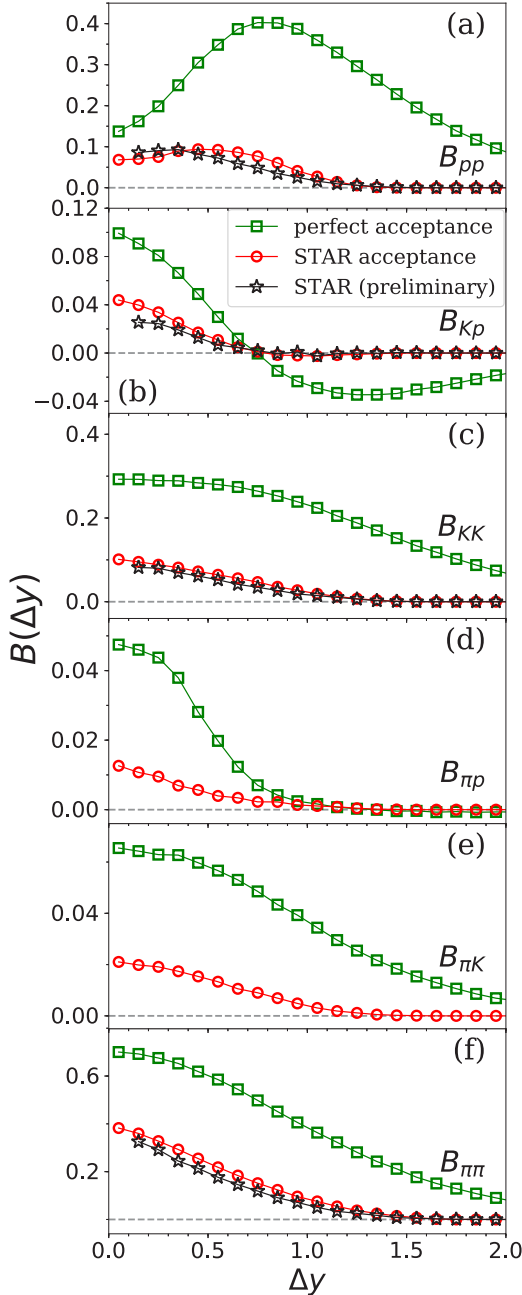 0.4
0.3
0.2
0.1
0.0
(a)
B_pp
0.12
0.08
0.04
0.00
−0.04
perfect acceptance
STAR acceptance
STAR (preliminary)
B_Kp
(b)
0.4
0.2
0.0
(c)
B_KK
B(Δy)
0.04
0.02
0.00
(d)
B_πp
0.04
0.00
(e)
B_πK
0.6
0.2
(f)
B_ππ
0.0 0.5 1.0 1.5 2.0
Δy